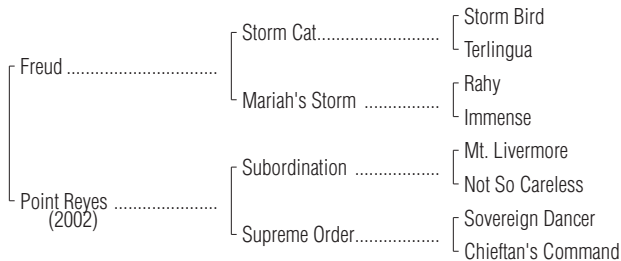 Storm Bird
Storm Cat..........................
Terlingua
Freud ................................
Rahy
Mariah's Storm ................
Immense
Mt. Livermore
Subordination ..................
Not So Careless
Point Reyes ......................
(2002)
Sovereign Dancer
Supreme Order..................
Chieftan's Command